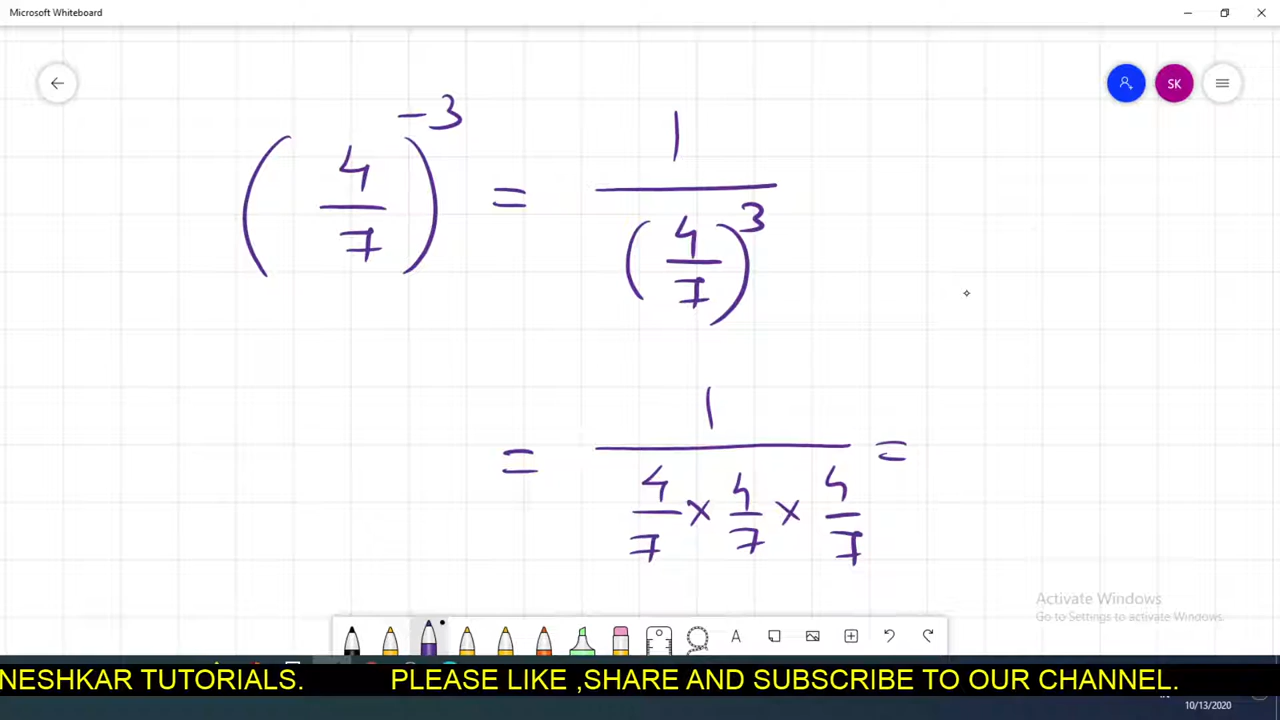 Microsoft Whiteboard
SK
(4/7)^-3 = 1/(4/7)^3
= 1/(4/7 × 4/7 × 4/7) =
Activate Windows
Go to Settings to activate Windows.
NESHKAR TUTORIALS. PLEASE LIKE ,SHARE AND SUBSCRIBE TO OUR CHANNEL.
10/13/2020